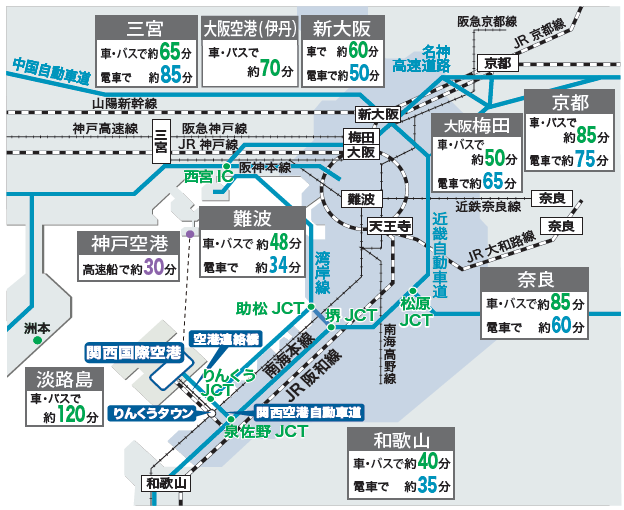 三宮
車・バスで約65分
電車で 約85分
大阪空港(伊丹)
車・バスで
約70分
新大阪
車で 約60分
電車で 約50分
阪急京都線
JR 京都線
名神
高速道路
京都
中国自動車道
山陽新幹線
新大阪
京都
車・バスで
約85分
電車で約75分
大阪梅田
車・バスで
約50分
電車で約65分
神戸高速線
三宮
阪急神戸線
JR 神戸線
梅田
大阪
西宮 IC
阪神本線
難波
近鉄奈良線
奈良
天王寺
奈良
JR 大和路線
難波
車・バスで 約48分
電車で 約34分
神戸空港
高速船で約30分
湾岸線
近畿自動車道
奈良
車・バスで約85分
電車で 約60分
助松 JCT
堺 JCT
松原
JCT
洲本
空港連絡橋
関西国際空港
南海本線
JR 阪和線
南海高野線
淡路島
車・バスで
約120分
りんくう
JCT
りんくうタウン
関西空港自動車道
泉佐野 JCT
和歌山
車・バスで約40分
電車で 約35分
和歌山